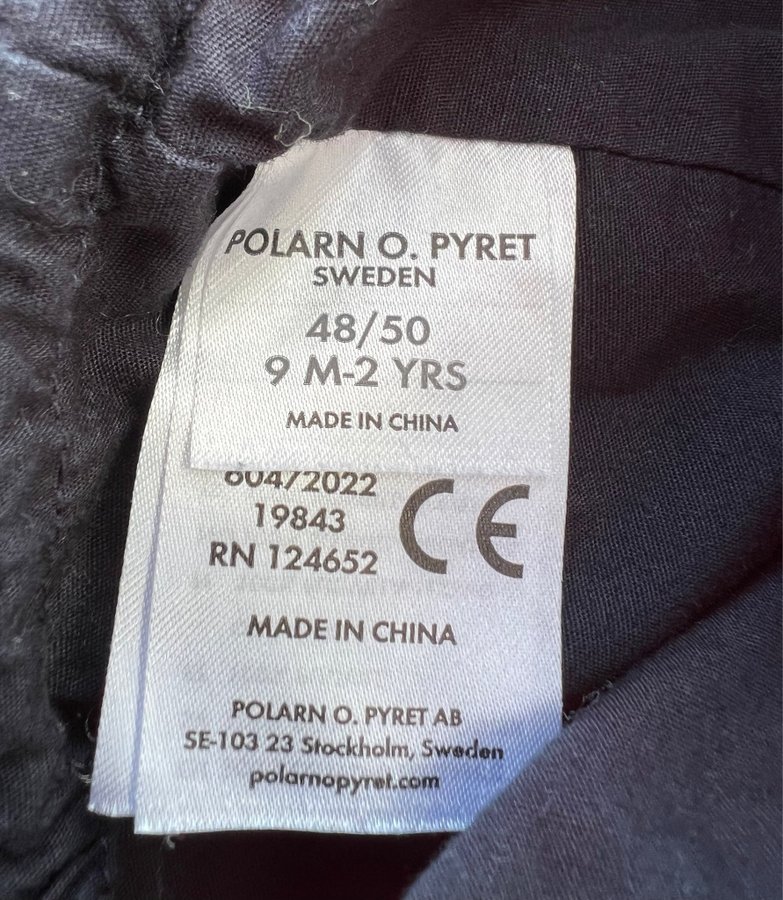 POLARN O. PYRET
SWEDEN
48/50
9 M-2 YRS
MADE IN CHINA
604/2022
19843
RN 124652
CE
MADE IN CHINA
POLARN O. PYRET AB
SE-103 23 Stockholm, Sweden
polarnopyret.com